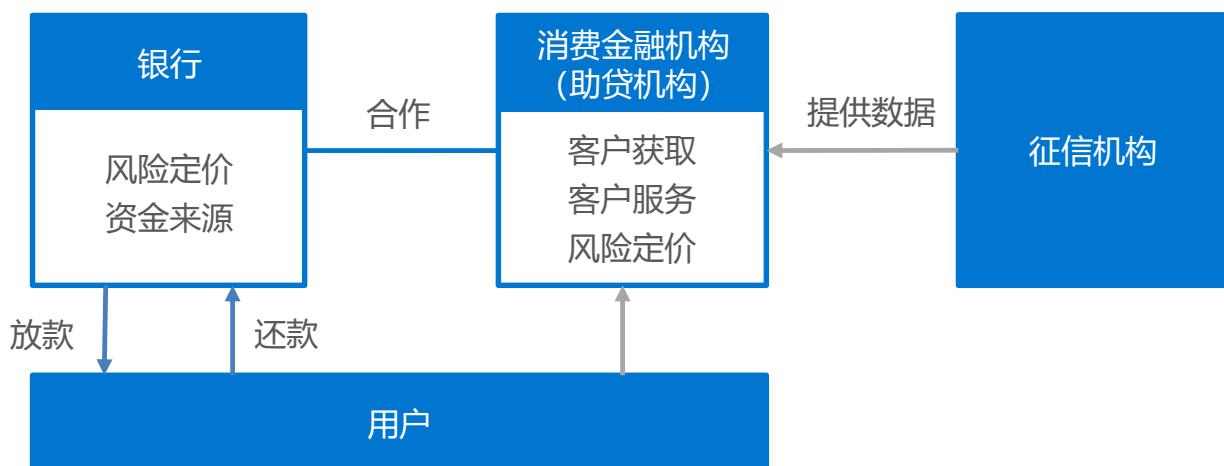 银行
风险定价
资金来源
合作
消费金融机构
（助贷机构）
客户获取
客户服务
风险定价
提供数据
征信机构
放款
还款
用户